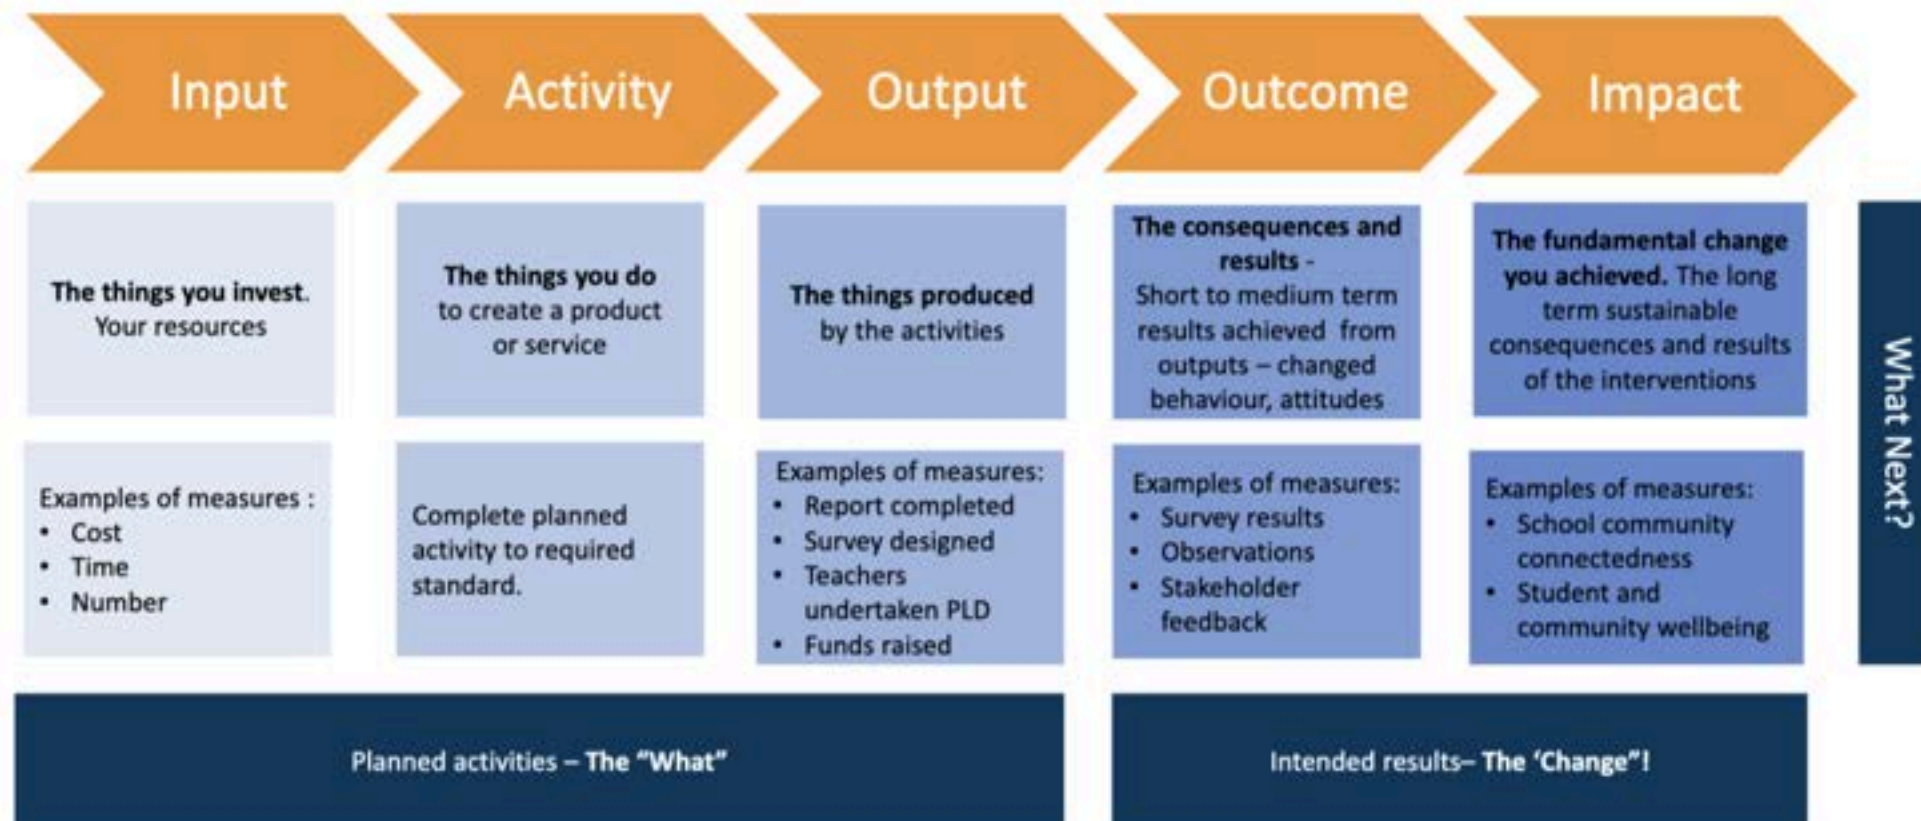 Input
Activity
Output
Outcome
Impact
The things you invest.
Your resources
The things you do
to create a product
or service
The things produced
by the activities
The consequences and
results -
Short to medium term
results achieved from
outputs – changed
behaviour, attitudes
The fundamental change
you achieved. The long
term sustainable
consequences and results
of the interventions
Examples of measures :
• Cost
• Time
• Number
Complete planned
activity to required
standard.
Examples of measures:
• Report completed
• Survey designed
• Teachers
undertaken PLD
• Funds raised
Examples of measures:
• Survey results
• Observations
• Stakeholder
feedback
Examples of measures:
• School community
connectedness
• Student and
community wellbeing
What Next?
Planned activities – The “What”
Intended results– The ‘Change”!